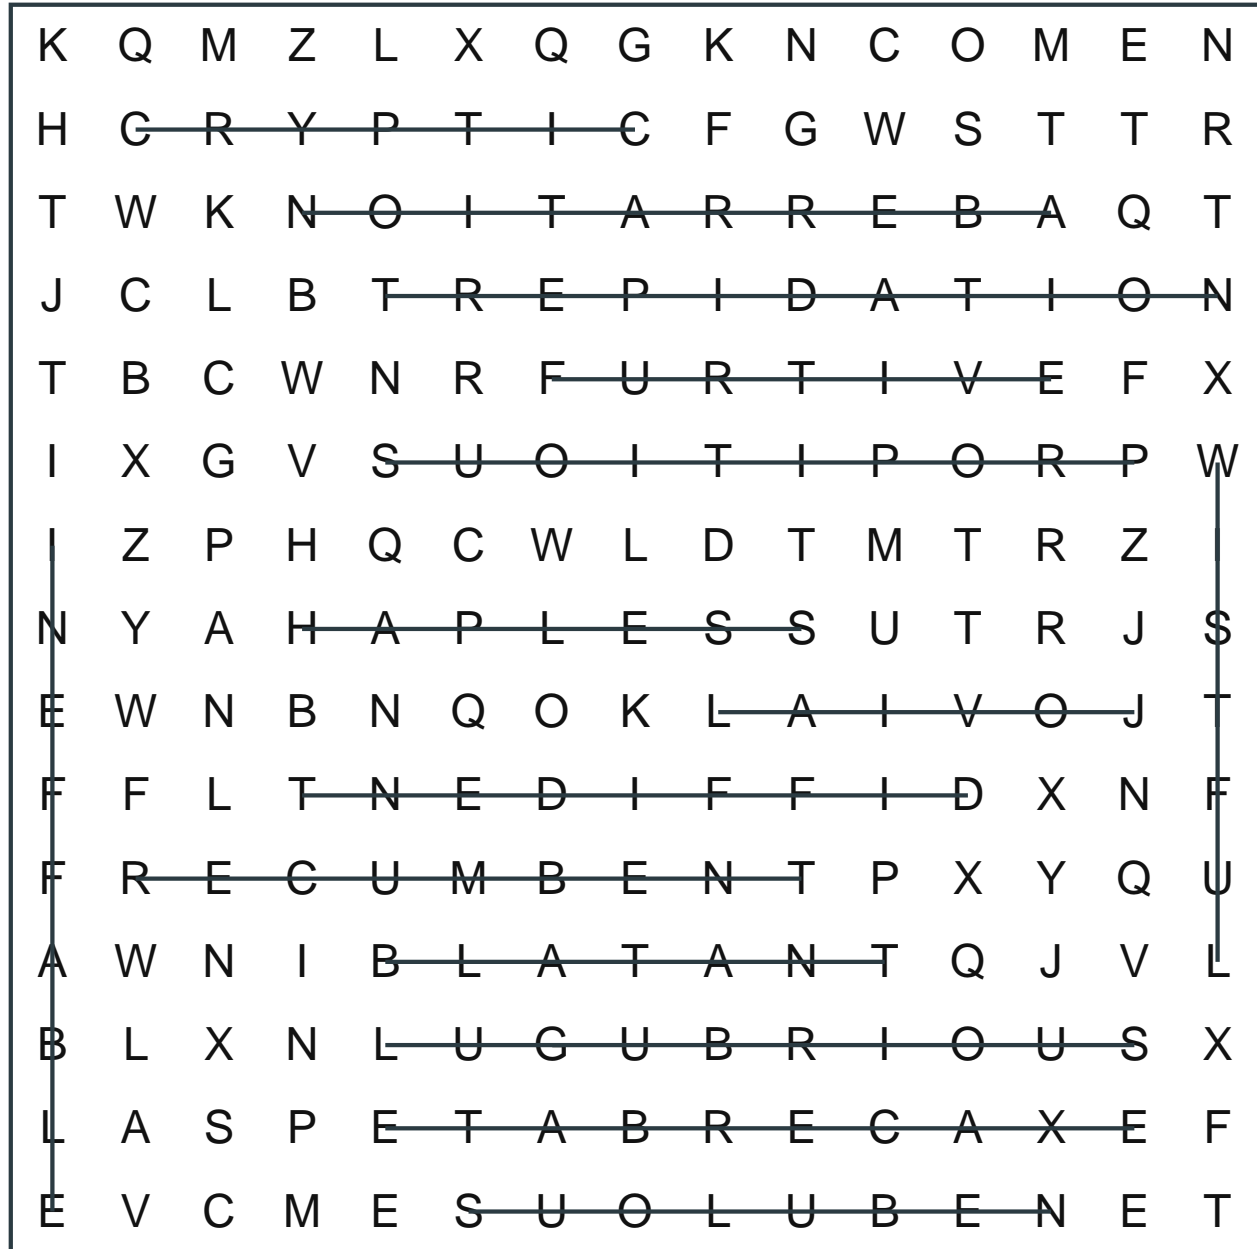 K Q M Z L X Q G K N C O M E N
H C R Y P T I C F G W S T T R
T W K N O I T A R R E B A Q T
J C L B T R E P I D A T I O N
T B C W N R F U R T I V E F X
I X G V S U O I T I P O R P W
I Z P H Q C W L D T M T R Z I
N Y A H A P L E S S U T R J S
E W N B N Q O K L A I V O J T
F F L T N E D I F F I D X N F
F R E C U M B E N T P X Y Q U
A W N I B L A T A N T Q J V L
B L X N L U G U B R I O U S X
L A S P E T A B R E C A X E F
E V C M E S U O L U B E N E T